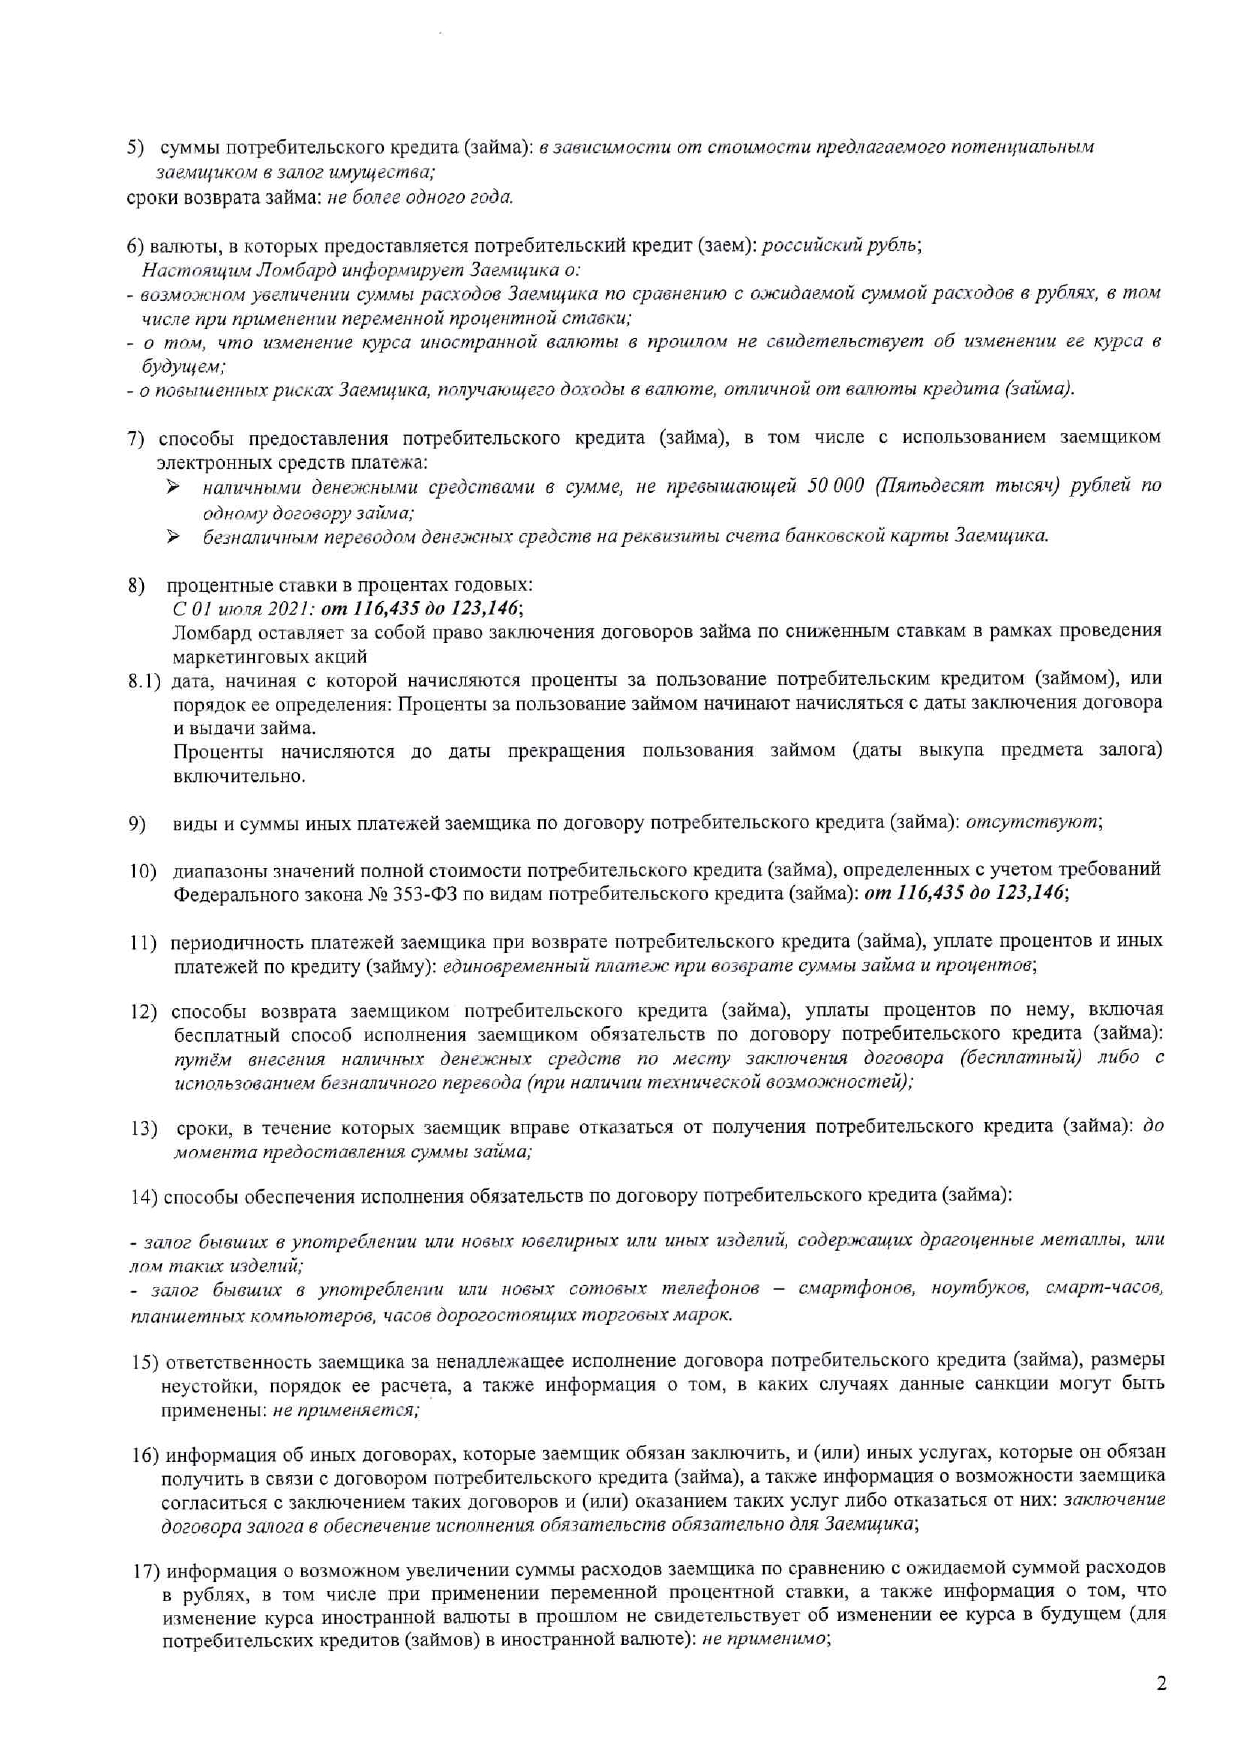 5) суммы потребительского кредита (займа): в зависимости от стоимости предлагаемого потенциальным
заемщиком в залог имущества;
сроки возврата займа: не более одного года.
6) валюты, в которых предоставляется потребительский кредит (заем): российский рубль;
Настоящим Ломбард информирует Заемщика о:
- возможном увеличении суммы расходов Заемщика по сравнению с ожидаемой суммой расходов в рублях, в том
числе при применении переменной процентной ставки;
- о том, что изменение курса иностранной валюты в прошлом не свидетельствует об изменении ее курса в
будущем;
- о повышенных рисках Заемщика, получающего доходы в валюте, отличной от валюты кредита (займа).
7) способы предоставления потребительского кредита (займа), в том числе с использованием заемщиком
электронных средств платежа:
➢ наличными денежными средствами в сумме, не превышающей 50 000 (Пятьдесят тысяч) рублей по
одному договору займа;
➢ безналичным переводом денежных средств на реквизиты счета банковской карты Заемщика.
8) процентные ставки в процентах годовых:
С 01 июля 2021: от 116,435 до 123,146;
Ломбард оставляет за собой право заключения договоров займа по сниженным ставкам в рамках проведения
маркетинговых акций
8.1) дата, начиная с которой начисляются проценты за пользование потребительским кредитом (займом), или
порядок ее определения: Проценты за пользование займом начинают начисляться с даты заключения договора
и выдачи займа.
Проценты начисляются до даты прекращения пользования займом (даты выкупа предмета залога)
включительно.
9) виды и суммы иных платежей заемщика по договору потребительского кредита (займа): отсутствуют;
10) диапазоны значений полной стоимости потребительского кредита (займа), определенных с учетом требований
Федерального закона № 353-ФЗ по видам потребительского кредита (займа): от 116,435 до 123,146;
11) периодичность платежей заемщика при возврате потребительского кредита (займа), уплате процентов и иных
платежей по кредиту (займу): единовременный платеж при возврате суммы займа и процентов;
12) способы возврата заемщиком потребительского кредита (займа), уплаты процентов по нему, включая
бесплатный способ исполнения заемщиком обязательств по договору потребительского кредита (займа):
путём внесения наличных денежных средств по месту заключения договора (бесплатный) либо с
использованием безналичного перевода (при наличии технической возможностей);
13) сроки, в течение которых заемщик вправе отказаться от получения потребительского кредита (займа): до
момента предоставления суммы займа;
14) способы обеспечения исполнения обязательств по договору потребительского кредита (займа):
- залог бывших в употреблении или новых ювелирных или иных изделий, содержащих драгоценные металлы, или
лом таких изделий;
- залог бывших в употреблении или новых сотовых телефонов – смартфонов, ноутбуков, смарт-часов,
планшетных компьютеров, часов дорогостоящих торговых марок.
15) ответственность заемщика за ненадлежащее исполнение договора потребительского кредита (займа), размеры
неустойки, порядок ее расчета, а также информация о том, в каких случаях данные санкции могут быть
применены: не применяется;
16) информация об иных договорах, которые заемщик обязан заключить, и (или) иных услугах, которые он обязан
получить в связи с договором потребительского кредита (займа), а также информация о возможности заемщика
согласиться с заключением таких договоров и (или) оказанием таких услуг либо отказаться от них: заключение
договора залога в обеспечение исполнения обязательств обязательно для Заемщика;
17) информация о возможном увеличении суммы расходов заемщика по сравнению с ожидаемой суммой расходов
в рублях, в том числе при применении переменной процентной ставки, а также информация о том, что
изменение курса иностранной валюты в прошлом не свидетельствует об изменении ее курса в будущем (для
потребительских кредитов (займов) в иностранной валюте): не применимо;
2